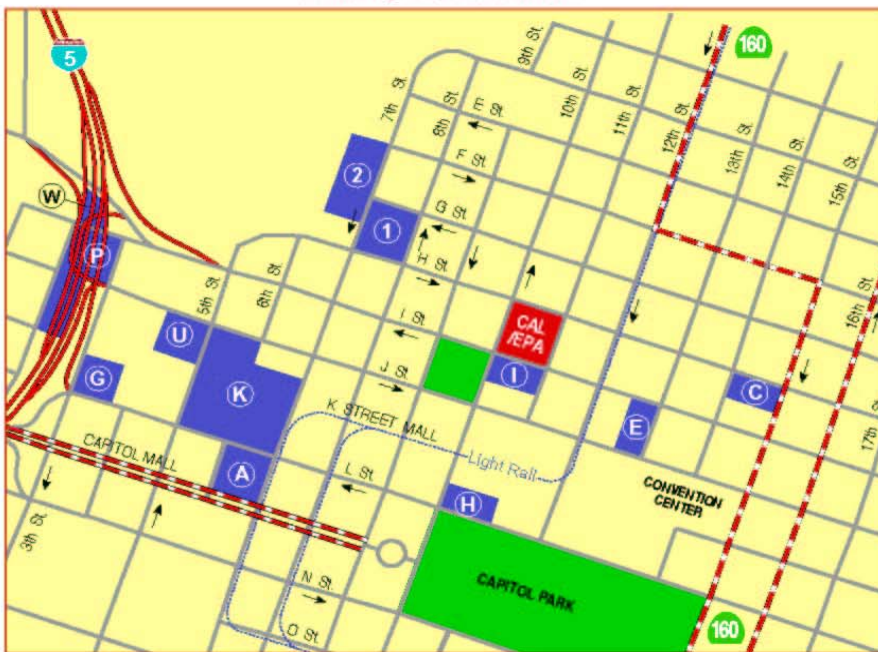 5
160
9th St.
7th St.
8th St.
E St.
10th St.
11th St.
12th St.
13th St.
14th St.
15th St.
F St.
2
G St.
1
W
H St.
P
5th St.
6th St.
I St.
CAL
/EPA
16th St.
U
J St.
I
C
G
K
K STREET MALL
E
17th St.
CAPITOL MALL
A
L St.
Light Rail
CONVENTION
CENTER
H
3th St.
CAPITOL PARK
N St.
O St.
160